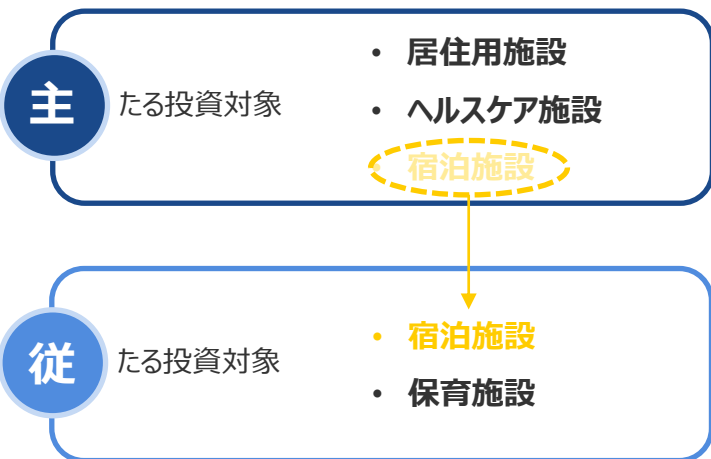 主 たる投資対象
• 居住用施設
• ヘルスケア施設
• 宿泊施設
従 たる投資対象
• 宿泊施設
• 保育施設